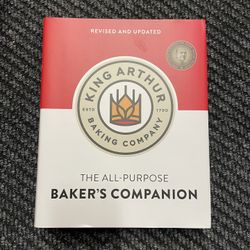 REVISED AND UPDATED
KING ARTHUR
ESTD 1790
BAKING COMPANY
THE ALL-PURPOSE
BAKER'S COMPANION